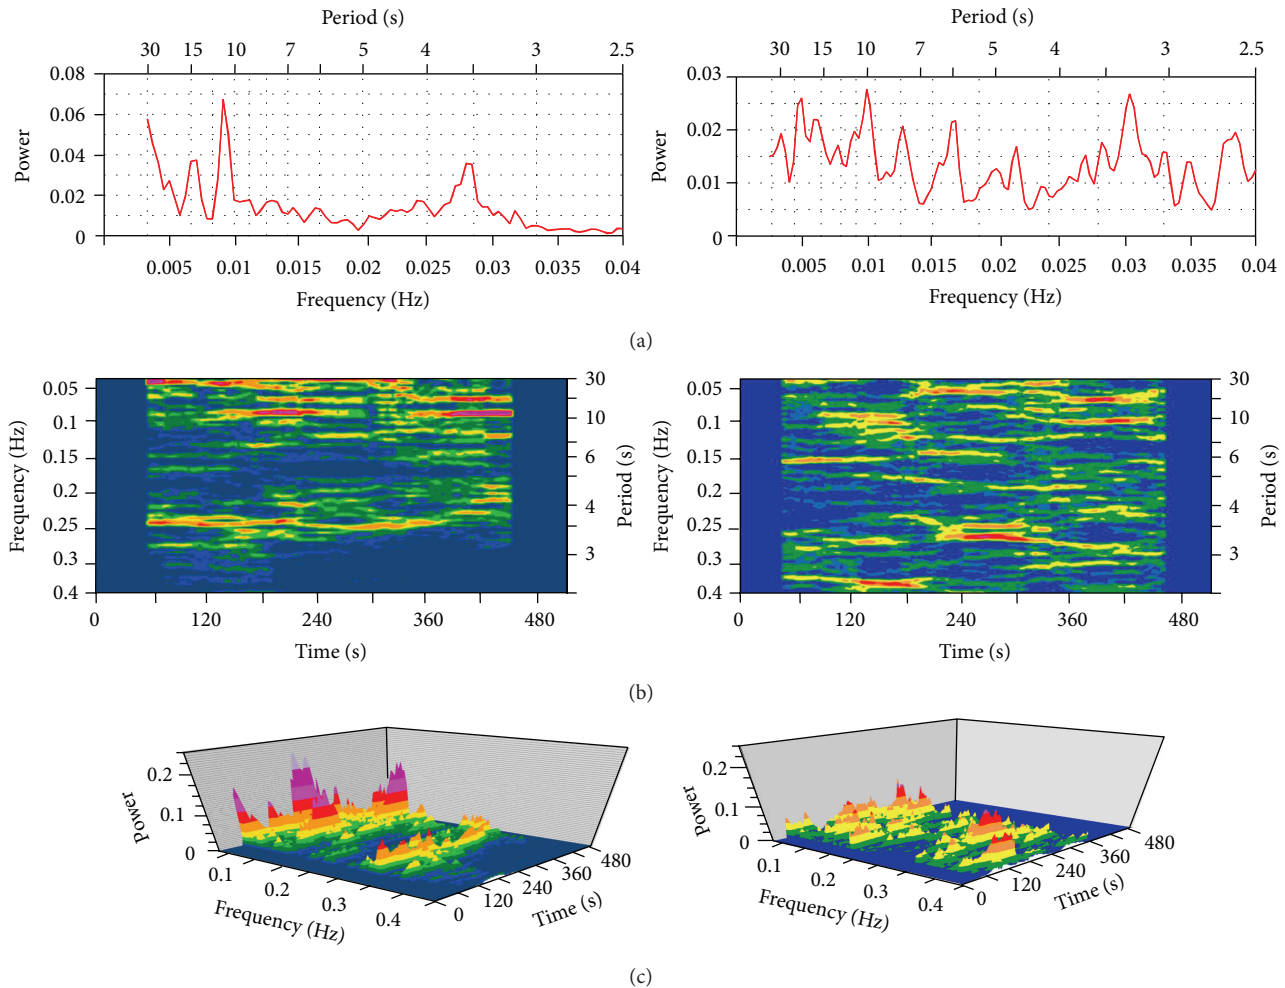 Period (s)
30 15 10 7 5 4 3 2.5
0.08
0.06
0.04
0.02
0
Power
0.005 0.01 0.015 0.02 0.025 0.03 0.035 0.04
Frequency (Hz)
Period (s)
30 15 10 7 5 4 3 2.5
0.03
0.02
0.01
0
Power
0.005 0.01 0.015 0.02 0.025 0.03 0.035 0.04
Frequency (Hz)
(a)
0.05
0.1
0.15
0.2
0.25
0.3
0.4
Frequency (Hz)
30
10
6
4
3
Period (s)
0 120 240 360 480
Time (s)
0.05
0.1
0.15
0.2
0.25
0.3
0.4
Frequency (Hz)
30
10
6
4
3
Period (s)
0 120 240 360 480
Time (s)
(b)
0.2
0.1
0
Power
0.1 0.2 0.3 0.4
Frequency (Hz)
0 120 240 360 480
Time (s)
0.2
0.1
0
Power
0.1 0.2 0.3 0.4
Frequency (Hz)
0 120 240 360 480
Time (s)
(c)